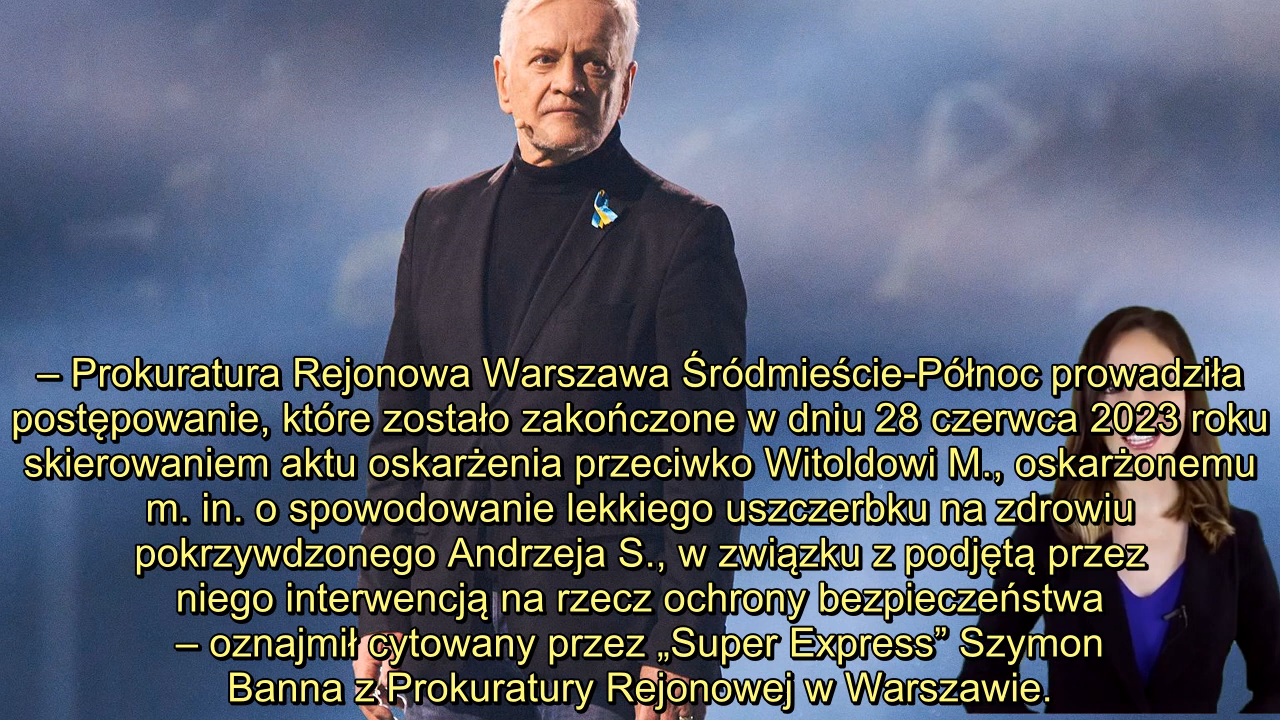 – Prokuratura Rejonowa Warszawa Śródmieście-Północ prowadziła
postępowanie, które zostało zakończone w dniu 28 czerwca 2023 roku
skierowaniem aktu oskarżenia przeciwko Witoldowi M., oskarżonemu
m. in. o spowodowanie lekkiego uszczerbku na zdrowiu
pokrzywdzonego Andrzeja S., w związku z podjętą przez
niego interwencją na rzecz ochrony bezpieczeństwa
– oznajmił cytowany przez „Super Express” Szymon
Banna z Prokuratury Rejonowej w Warszawie.